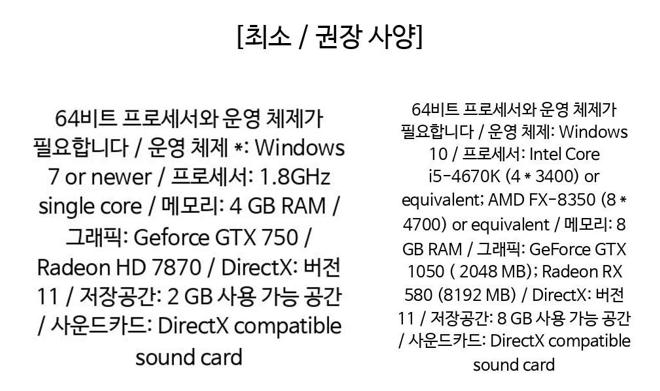 [최소 / 권장 사양]
64비트 프로세서와 운영 체제가
필요합니다 / 운영 체제 *: Windows
7 or newer / 프로세서: 1.8GHz
single core / 메모리: 4 GB RAM /
그래픽: Geforce GTX 750 /
Radeon HD 7870 / DirectX: 버전
11 / 저장공간: 2 GB 사용 가능 공간
/ 사운드카드: DirectX compatible
sound card
64비트 프로세서와 운영 체제가
필요합니다 / 운영 체제: Windows
10 / 프로세서: Intel Core
i5-4670K (4 * 3400) or
equivalent; AMD FX-8350 (8 *
4700) or equivalent / 메모리: 8
GB RAM / 그래픽: GeForce GTX
1050 ( 2048 MB); Radeon RX
580 (8192 MB) / DirectX: 버전
11 / 저장공간: 8 GB 사용 가능 공간
/ 사운드카드: DirectX compatible
sound card